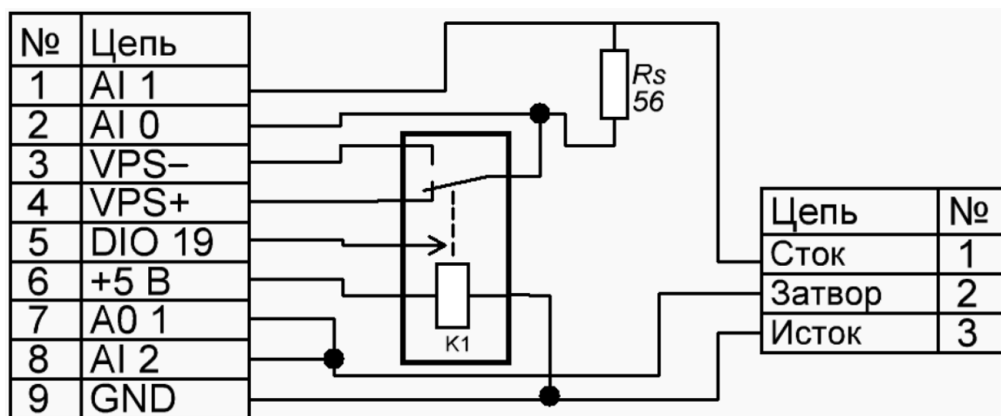 № Цепь
1 AI 1
2 AI 0
3 VPS–
4 VPS+
5 DIO 19
6 +5 В
7 A0 1
8 AI 2
9 GND
Rs
56
K1
Цепь №
Сток 1
Затвор 2
Исток 3